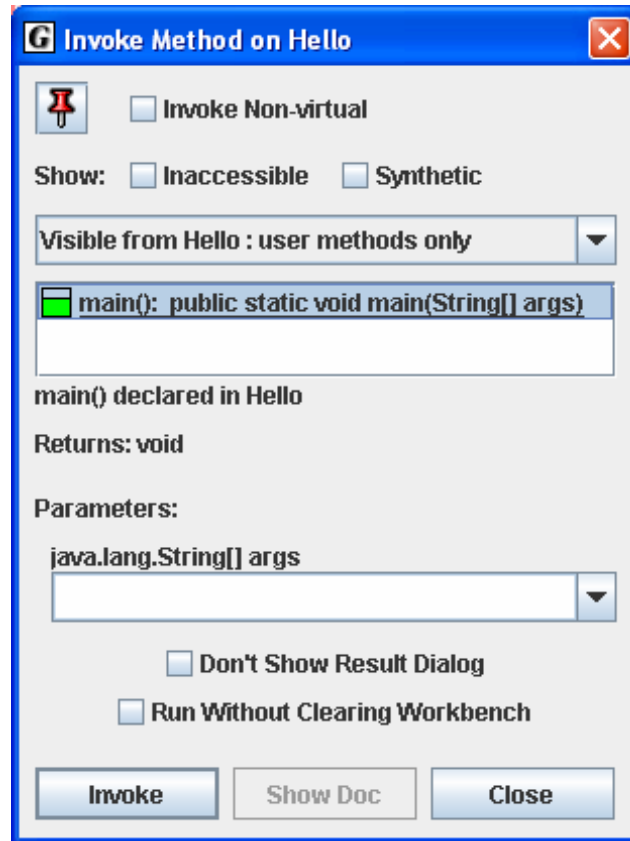 G Invoke Method on Hello
Invoke Non-virtual
Show: Inaccessible Synthetic
Visible from Hello : user methods only
main(): public static void main(String[] args)
main() declared in Hello
Returns: void
Parameters:
java.lang.String[] args
Don't Show Result Dialog
Run Without Clearing Workbench
Invoke Show Doc Close